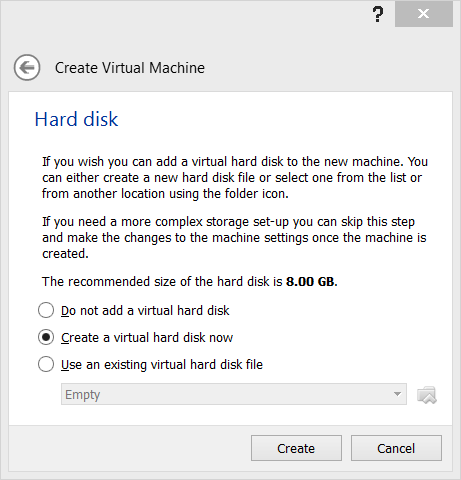 ?
Create Virtual Machine
Hard disk
If you wish you can add a virtual hard disk to the new machine. You
can either create a new hard disk file or select one from the list or
from another location using the folder icon.
If you need a more complex storage set-up you can skip this step
and make the changes to the machine settings once the machine is
created.
The recommended size of the hard disk is 8.00 GB.
Do not add a virtual hard disk
Create a virtual hard disk now
Use an existing virtual hard disk file
Empty
Create Cancel